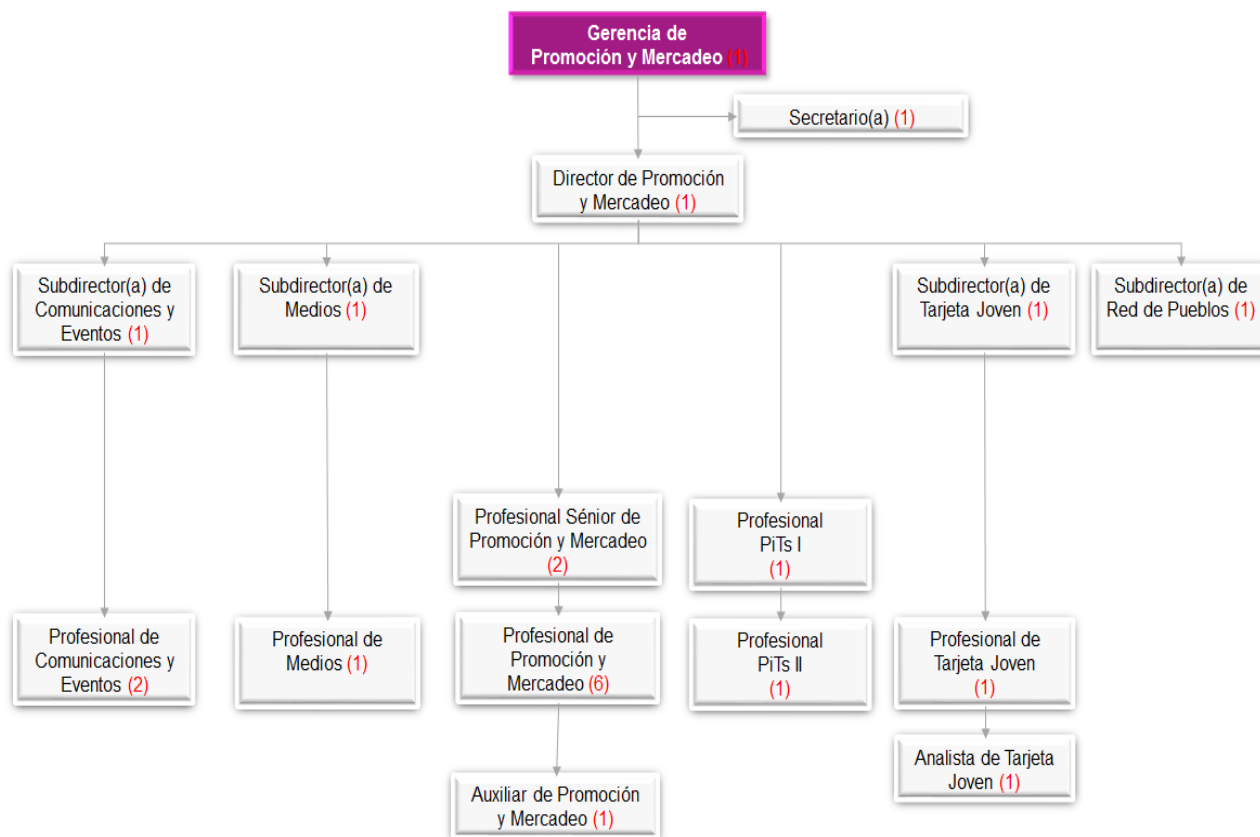 Gerencia de
Promoción y Mercadeo (1)
Secretario(a) (1)
Director de Promoción
y Mercadeo (1)
Subdirector(a) de
Comunicaciones y
Eventos (1)
Subdirector(a) de
Medios (1)
Subdirector(a) de
Tarjeta Joven (1)
Subdirector(a) de
Red de Pueblos (1)
Profesional Sénior de
Promoción y Mercadeo
(2)
Profesional
PiTs I
(1)
Profesional de
Comunicaciones y
Eventos (2)
Profesional de
Medios (1)
Profesional de
Promoción y
Mercadeo (6)
Profesional
PiTs II
(1)
Profesional de
Tarjeta Joven
(1)
Analista de Tarjeta
Joven (1)
Auxiliar de Promoción
y Mercadeo (1)